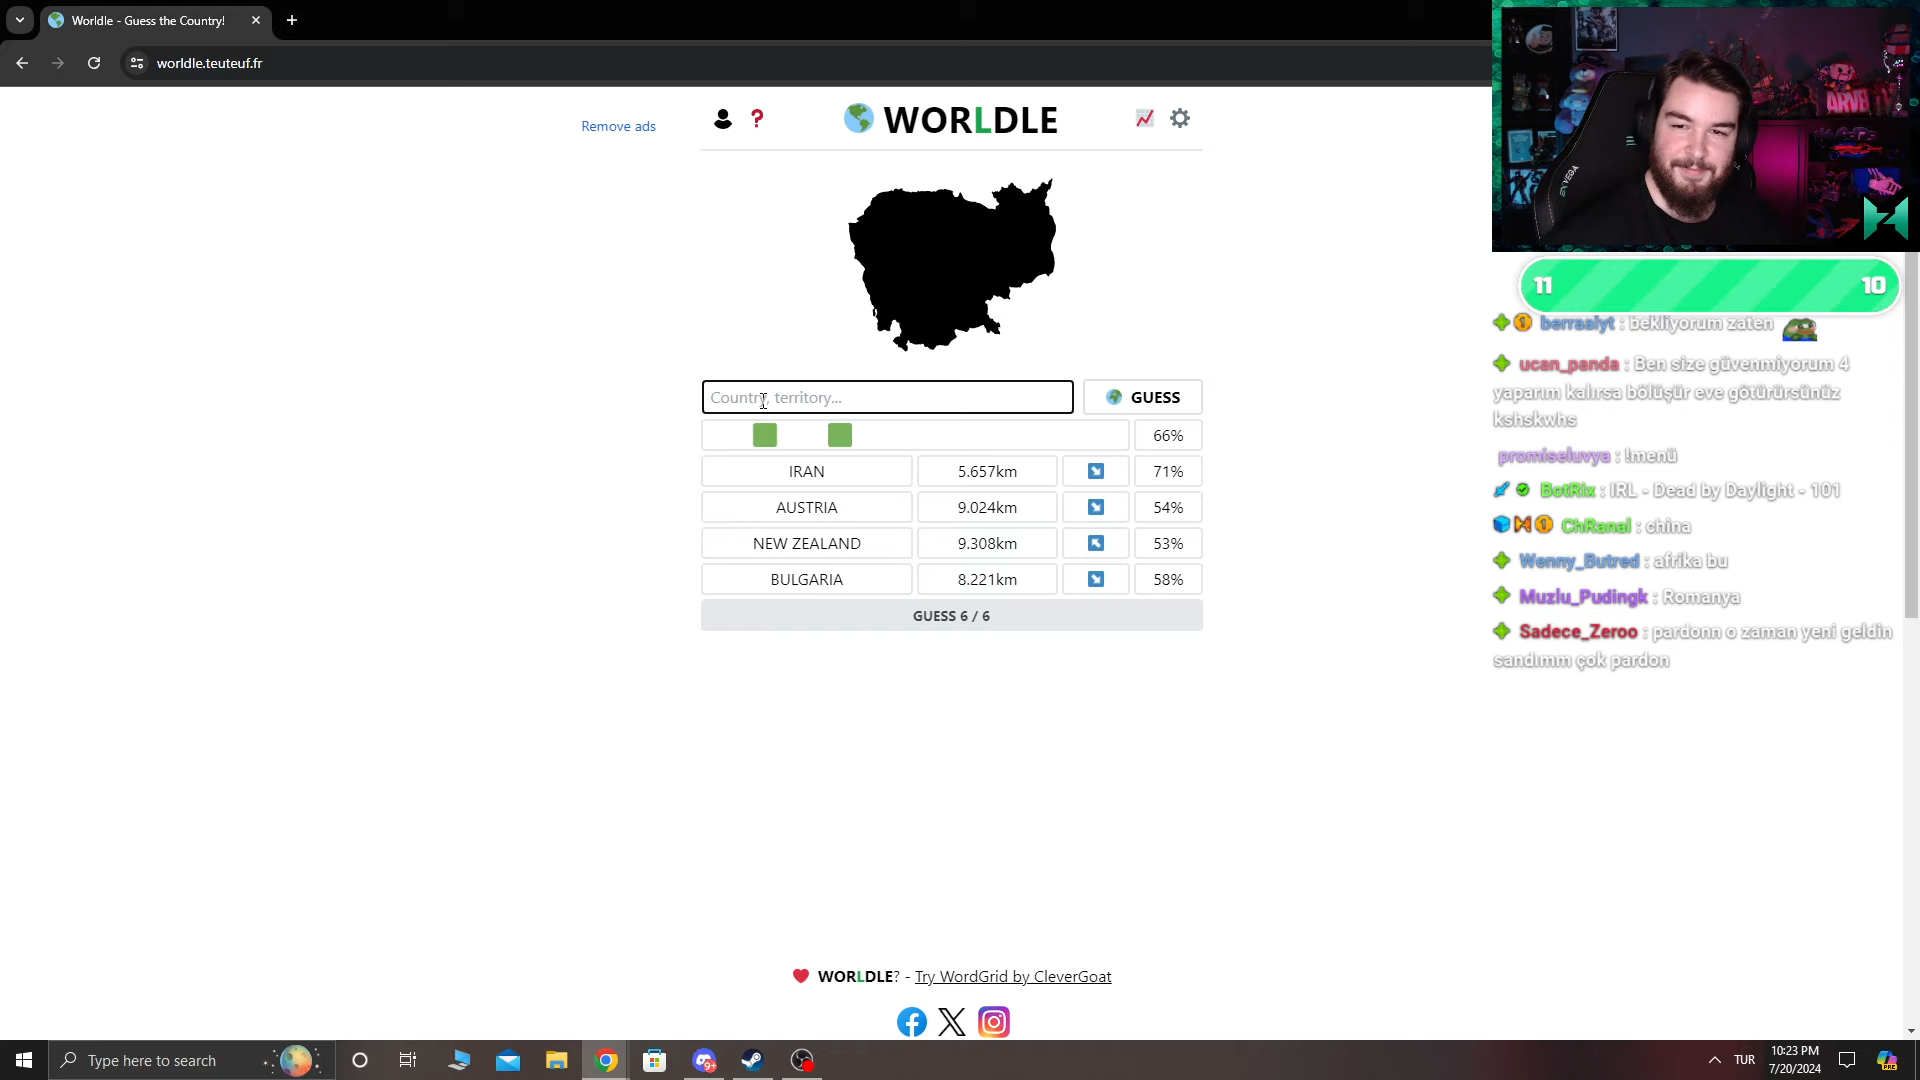 Worldle - Guess the Country!
worldle.teuteuf.fr
Remove ads
? WORLDLE
Country, territory...
GUESS
66%
IRAN 5.657km 71%
AUSTRIA 9.024km 54%
NEW ZEALAND 9.308km 53%
BULGARIA 8.221km 58%
GUESS 6 / 6
WORLDLE? - Try WordGrid by CleverGoat
11 10
berraalyt : bekliyorum zaten
ucan_panda : Ben size güvenmiyorum 4
yaparım kalırsa bölüşür eve götürürsünüz
kshskwhs
promiseluvya : !menü
BotRix : IRL - Dead by Daylight - 101
ChRanal : china
Wenny_Butred : afrika bu
Muzlu_Pudingk : Romanya
Sadece_Zeroo : pardonn o zaman yeni geldin
sandımm çok pardon
Type here to search
TUR
10:23 PM
7/20/2024